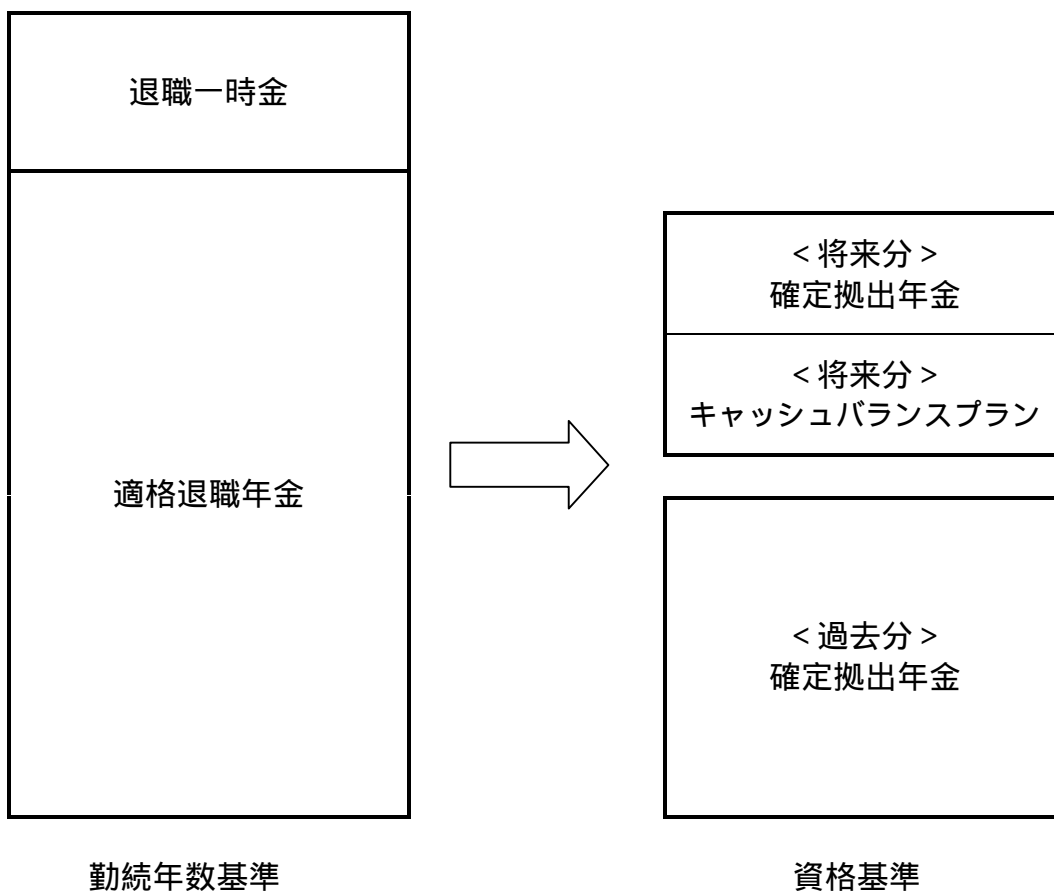 退職一時金
適格退職年金
勤続年数基準
<将来分>
確定拠出年金
<将来分>
キャッシュバランスプラン
<過去分>
確定拠出年金
資格基準